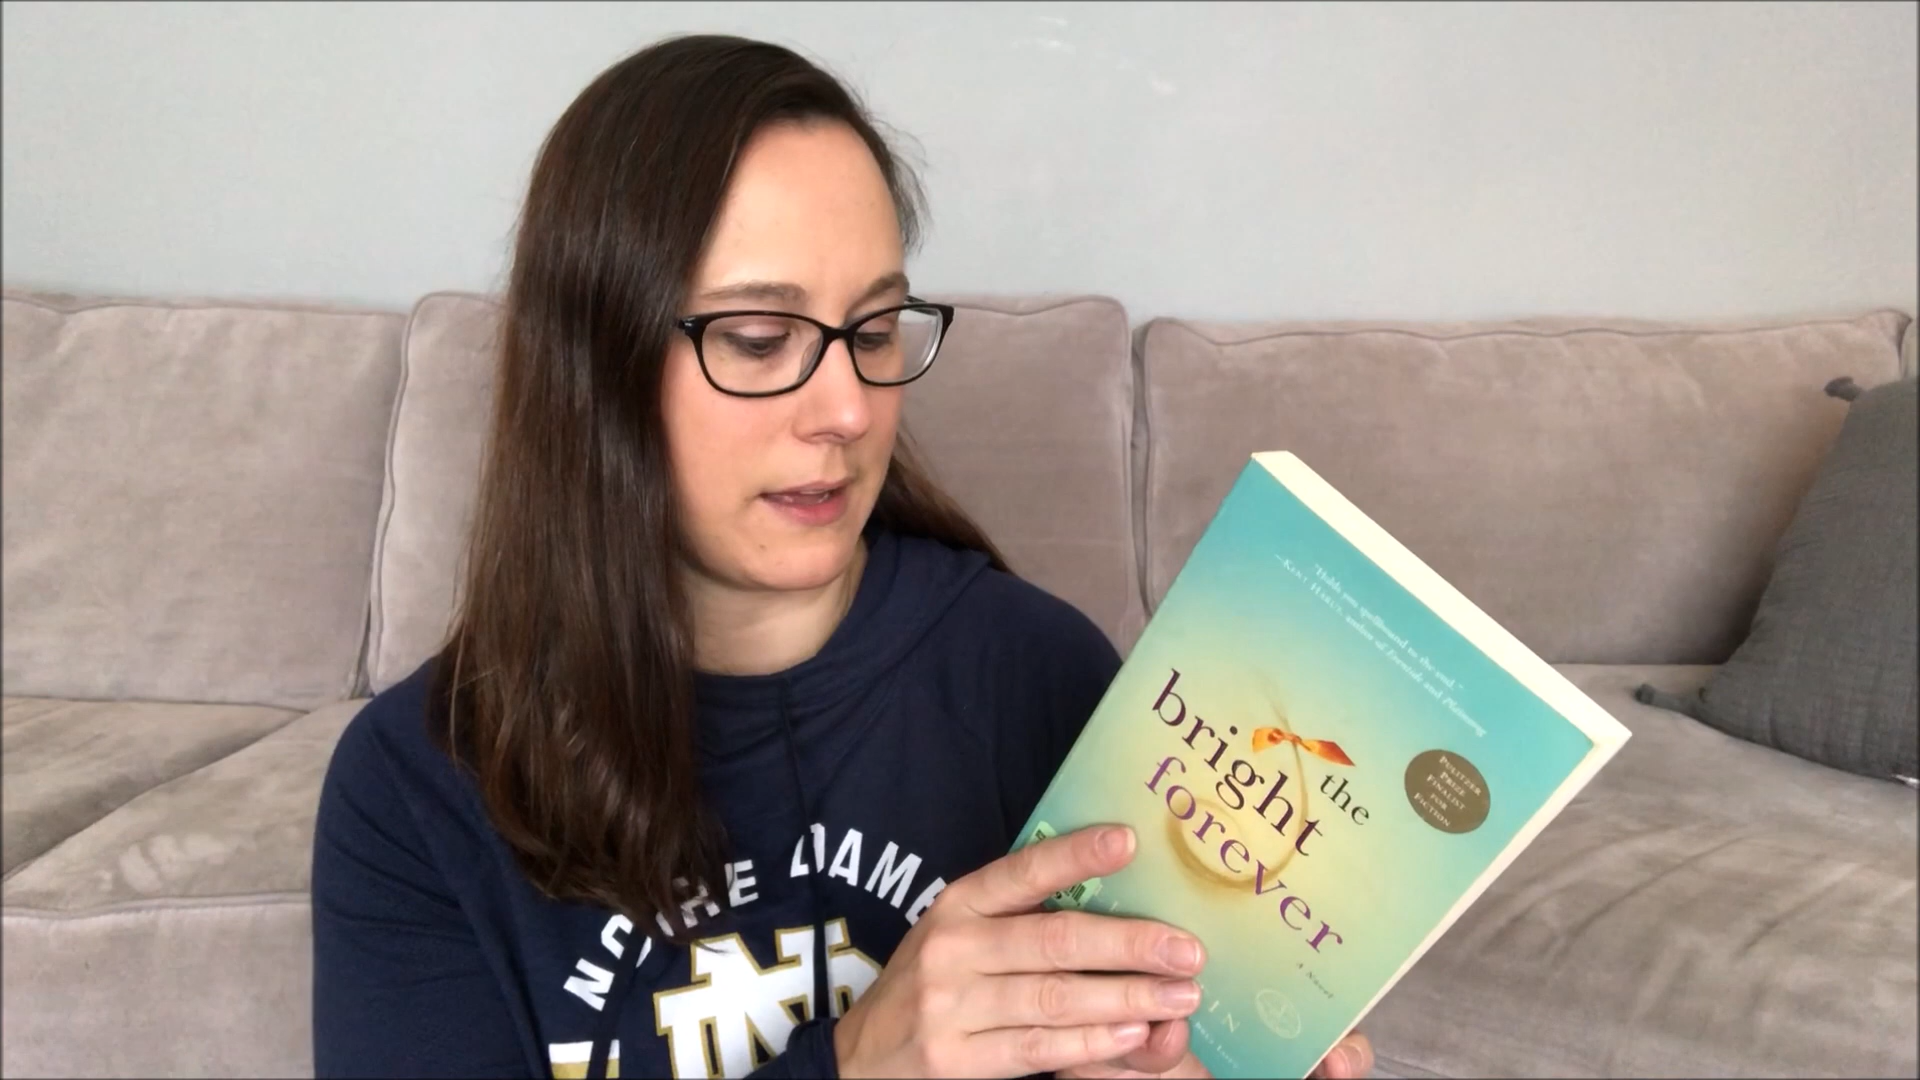 "Holds you spellbound to the end."
—KENT HARUF, author of Eventide and Plainsong
the
bright
forever
A Novel
PULITZER
PRIZE
FINALIST
FOR
FICTION
IN
NOTRE DAME
ND